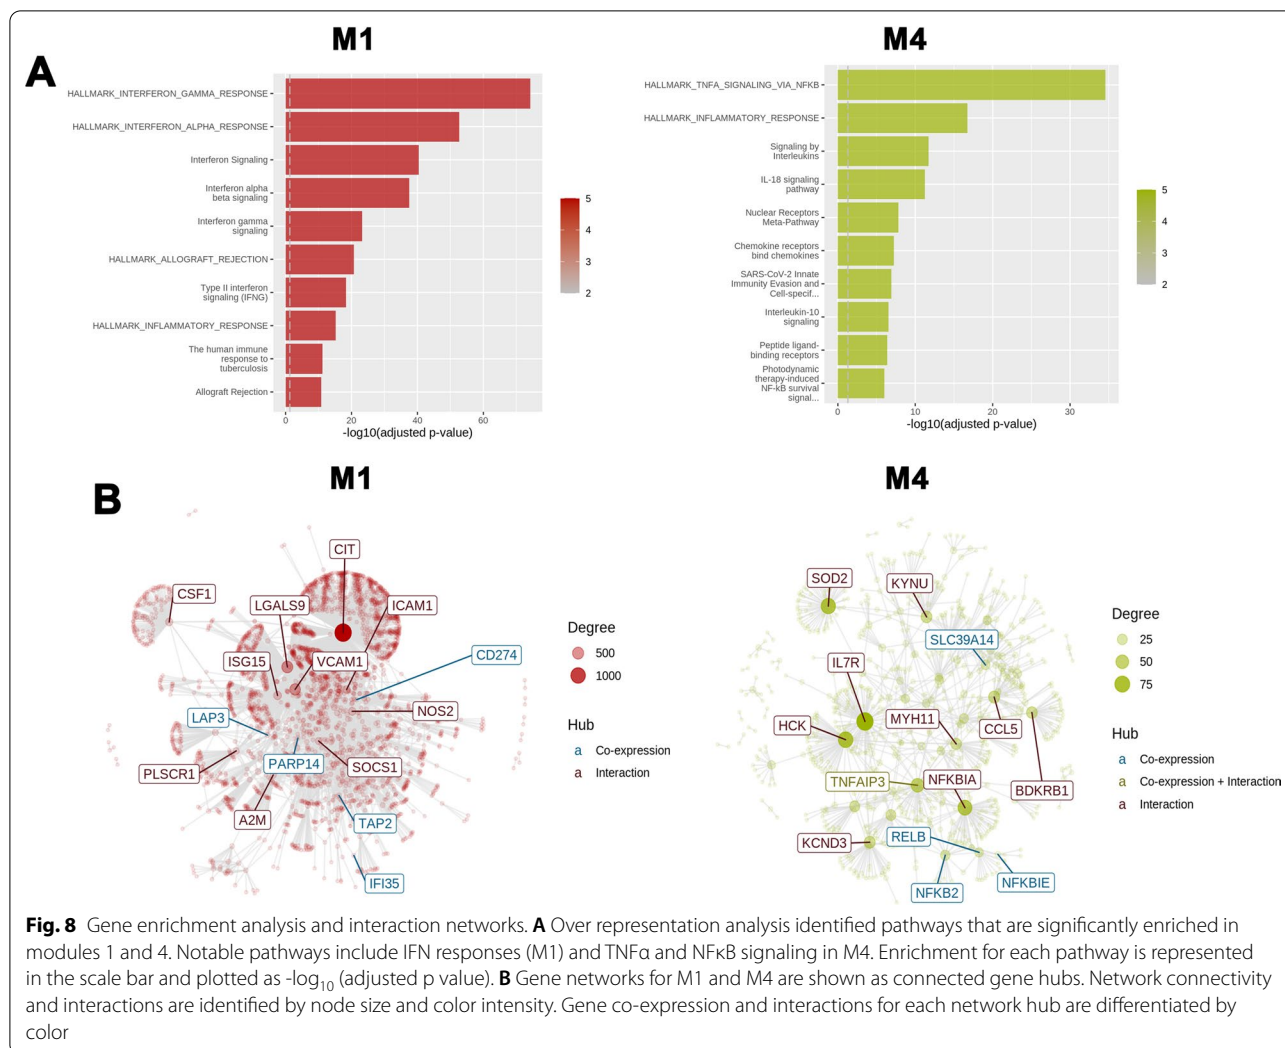 M1
M4
A
HALLMARK_INTERFERON_GAMMA_RESPONSE
HALLMARK_INTERFERON_ALPHA_RESPONSE
Interferon Signaling
Interferon alpha
beta signaling
Interferon gamma
signaling
HALLMARK_ALLOGRAFT_REJECTION
Type II interferon
signaling (IFNG)
HALLMARK_INFLAMMATORY_RESPONSE
The human immune
response to
tuberculosis
Allograft Rejection
0 20 40 60
-log10(adjusted p-value)
5
4
3
2
HALLMARK_TNFA_SIGNALING_VIA_NFKB
HALLMARK_INFLAMMATORY_RESPONSE
Signaling by
Interleukins
IL-18 signaling
pathway
Nuclear Receptors
Meta-Pathway
Chemokine receptors
bind chemokines
SARS-CoV-2 Innate
Immunity Evasion and
Cell-specif...
Interleukin-10
signaling
Peptide ligand-
binding receptors
Photodynamic
therapy-induced
NF-kB survival
signal...
0 10 20 30
-log10(adjusted p-value)
5
4
3
2
B
M1
M4
CIT
CSF1
LGALS9
ICAM1
ISG15
VCAM1
CD274
LAP3
NOS2
PARP14
SOCS1
PLSCR1
A2M
TAP2
IFI35
Degree
500
1000
Hub
a Co-expression
a Interaction
SOD2
KYNU
SLC39A14
IL7R
HCK
MYH11
CCL5
TNFAIP3
NFKBIA
BDKRB1
KCND3
RELB
NFKB2
NFKBIE
Degree
25
50
75
Hub
a Co-expression
a Co-expression + Interaction
a Interaction
Fig. 8 Gene enrichment analysis and interaction networks. A Over representation analysis identified pathways that are significantly enriched in
modules 1 and 4. Notable pathways include IFN responses (M1) and TNFα and NFκB signaling in M4. Enrichment for each pathway is represented
in the scale bar and plotted as -log10 (adjusted p value). B Gene networks for M1 and M4 are shown as connected gene hubs. Network connectivity
and interactions are identified by node size and color intensity. Gene co-expression and interactions for each network hub are differentiated by
color